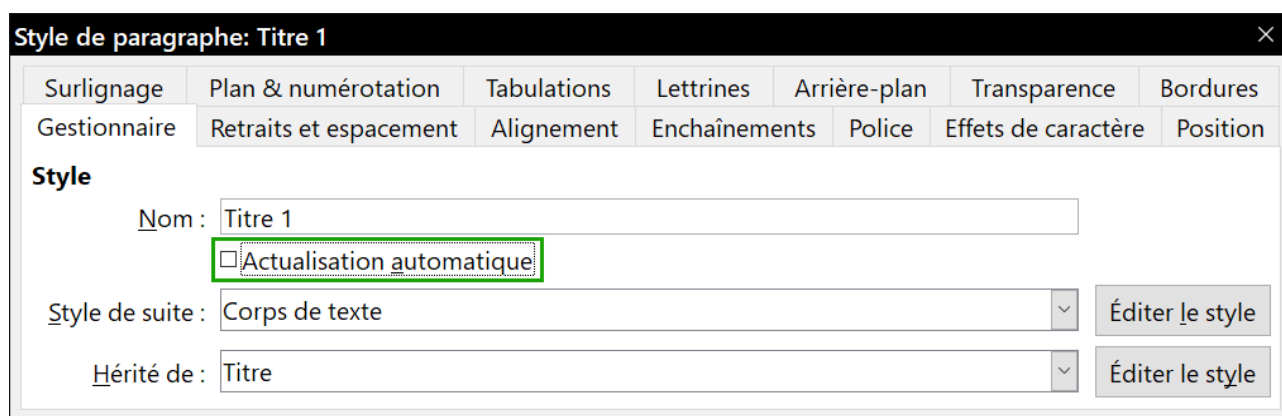 Style de paragraphe: Titre 1
Surlignage Plan & numérotation Tabulations Lettrines Arrière-plan Transparence Bordures
Gestionnaire Retraits et espacement Alignement Enchaînements Police Effets de caractère Position
Style
Nom : Titre 1
Actualisation automatique
Style de suite : Corps de texte Éditer le style
Hérité de : Titre Éditer le style